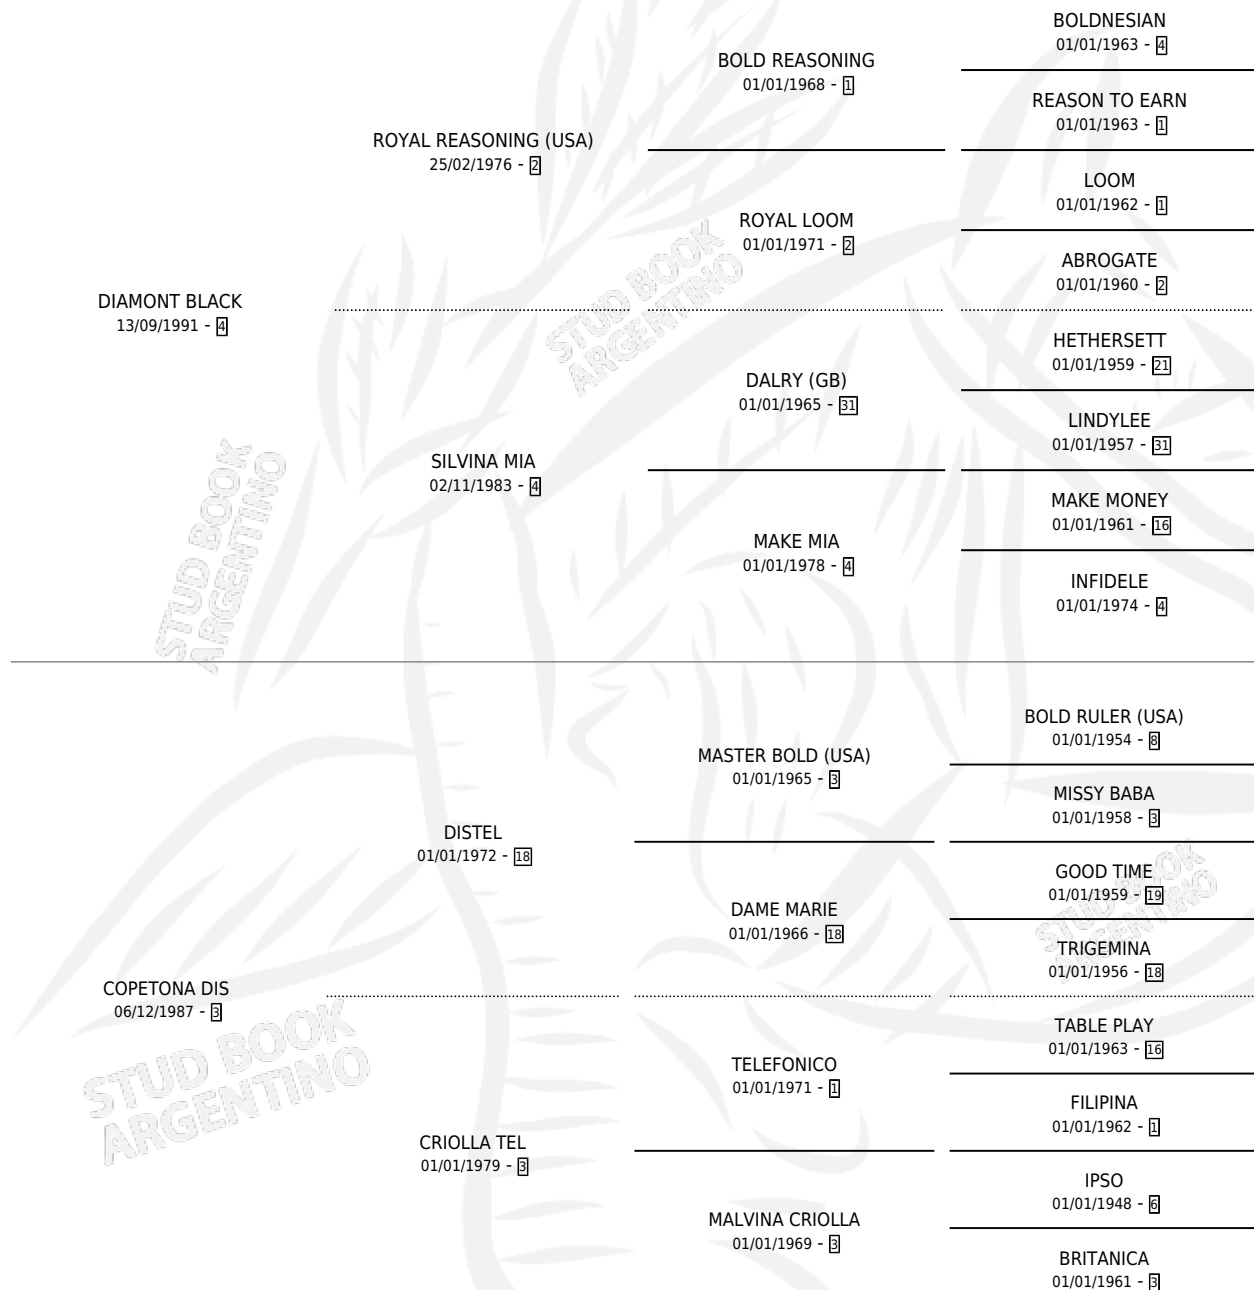 BOLDNESIAN
01/01/1963 - 4
BOLD REASONING
01/01/1968 - 1
REASON TO EARN
01/01/1963 - 1
ROYAL REASONING (USA)
25/02/1976 - 2
LOOM
01/01/1962 - 1
ROYAL LOOM
01/01/1971 - 2
ABROGATE
01/01/1960 - 2
DIAMONT BLACK
13/09/1991 - 4
STUD BOOK
ARGENTINO
HETHERSETT
01/01/1959 - 21
DALRY (GB)
01/01/1965 - 31
LINDYLEE
01/01/1957 - 31
SILVINA MIA
02/11/1983 - 4
MAKE MONEY
01/01/1961 - 16
MAKE MIA
01/01/1978 - 4
INFIDELE
01/01/1974 - 4
STUD BOOK
ARGENTINO
BOLD RULER (USA)
01/01/1954 - 8
MASTER BOLD (USA)
01/01/1965 - 3
MISSY BABA
01/01/1958 - 3
DISTEL
01/01/1972 - 18
GOOD TIME
01/01/1959 - 19
DAME MARIE
01/01/1966 - 18
STUD BOOK
ARGENTINO
TRIGEMINA
01/01/1956 - 18
COPETONA DIS
06/12/1987 - 3
STUD BOOK
ARGENTINO
TABLE PLAY
01/01/1963 - 16
TELEFONICO
01/01/1971 - 1
FILIPINA
01/01/1962 - 1
CRIOLLA TEL
01/01/1979 - 3
IPSO
01/01/1948 - 6
MALVINA CRIOLLA
01/01/1969 - 3
BRITANICA
01/01/1961 - 3